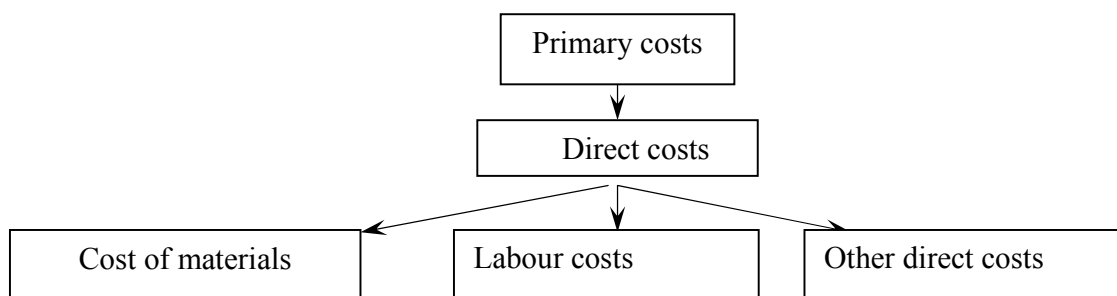 Primary costs
Direct costs
Cost of materials
Labour costs
Other direct costs